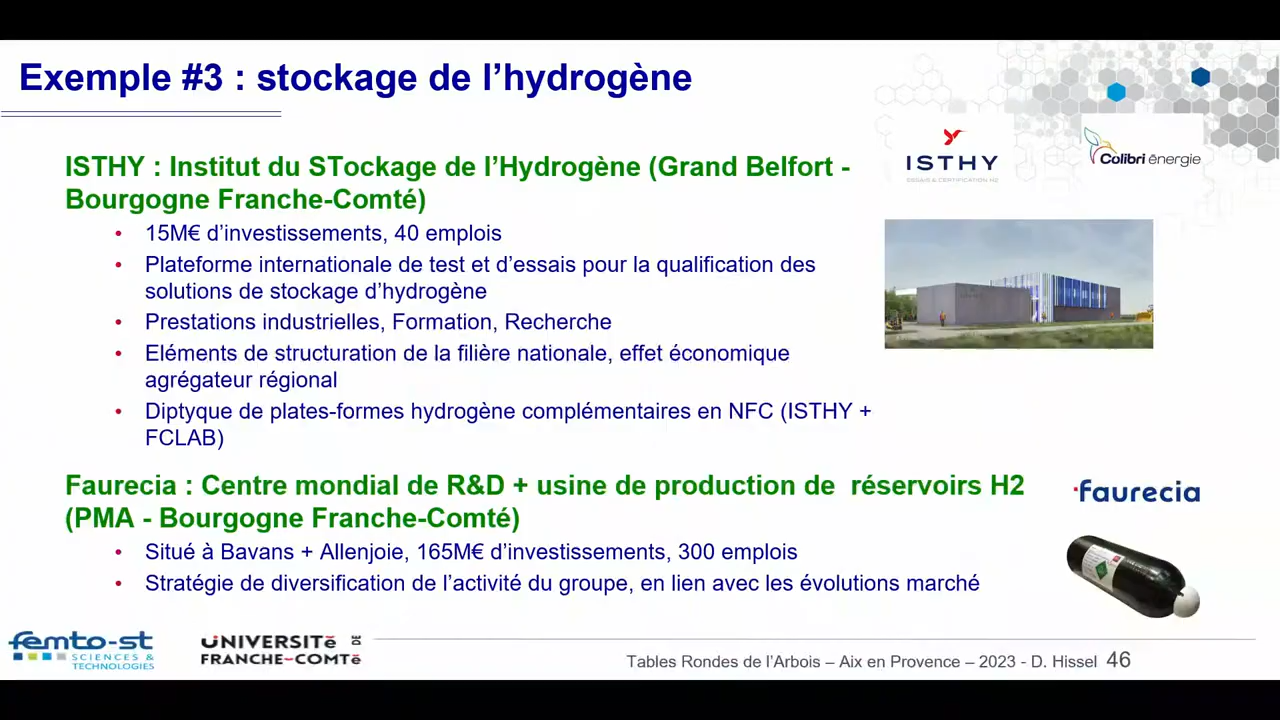 Exemple #3 : stockage de l’hydrogène
ISTHY
ESSAIS & CERTIFICATION H2
Colibri énergie
ISTHY : Institut du STockage de l’Hydrogène (Grand Belfort -
Bourgogne Franche-Comté)
• 15M€ d’investissements, 40 emplois
• Plateforme internationale de test et d’essais pour la qualification des
solutions de stockage d’hydrogène
• Prestations industrielles, Formation, Recherche
• Eléments de structuration de la filière nationale, effet économique
agrégateur régional
• Diptyque de plates-formes hydrogène complémentaires en NFC (ISTHY +
FCLAB)
Faurecia : Centre mondial de R&D + usine de production de réservoirs H2
(PMA - Bourgogne Franche-Comté)
faurecia
• Situé à Bavans + Allenjoie, 165M€ d’investissements, 300 emplois
• Stratégie de diversification de l’activité du groupe, en lien avec les évolutions marché
femto-st
SCIENCES &
TECHNOLOGIES
UNIVERSITé DE
FRANCHE-COMTé
Tables Rondes de l’Arbois – Aix en Provence – 2023 - D. Hissel 46